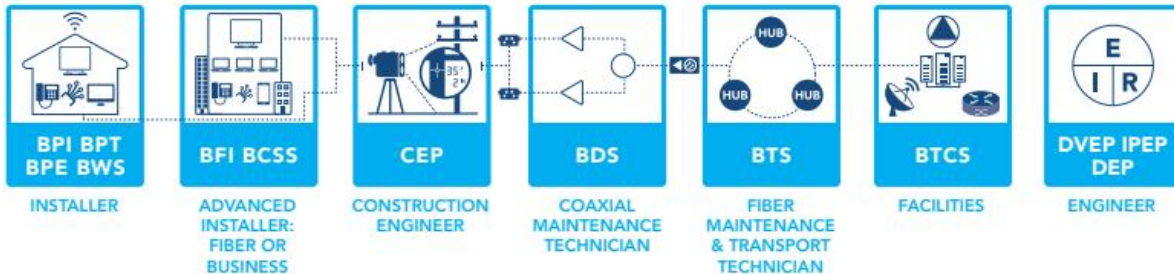 35°
2
HUB
HUB
HUB
E
I R
BPI BPT
BPE BWS
BFI BCSS
CEP
BDS
BTS
BTCS
DVEP IPEP
DEP
INSTALLER
ADVANCED
INSTALLER:
FIBER OR
BUSINESS
CONSTRUCTION
ENGINEER
COAXIAL
MAINTENANCE
TECHNICIAN
FIBER
MAINTENANCE
& TRANSPORT
TECHNICIAN
FACILITIES
ENGINEER